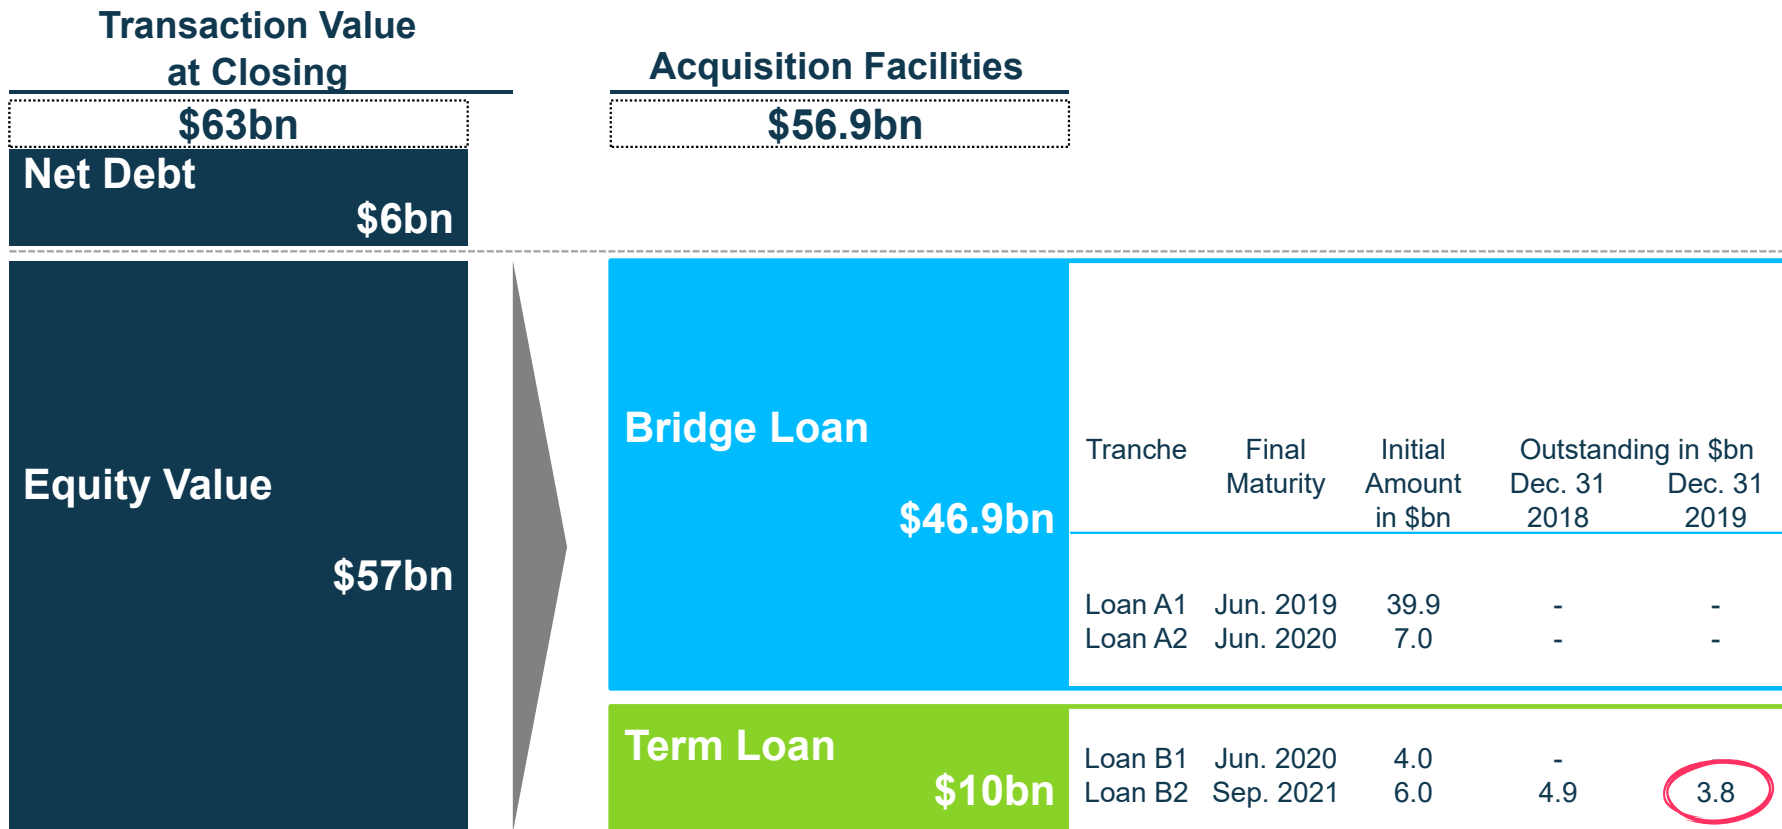 Transaction Value
at Closing
Acquisition Facilities
$63bn
$56.9bn
Net Debt
$6bn
Equity Value
$57bn
Bridge Loan
$46.9bn
Tranche Final Initial Outstanding in $bn
Maturity Amount Dec. 31 Dec. 31
in $bn 2018 2019
Loan A1 Jun. 2019 39.9 - -
Loan A2 Jun. 2020 7.0 - -
Term Loan
$10bn
Loan B1 Jun. 2020 4.0 -
Loan B2 Sep. 2021 6.0 4.9 3.8